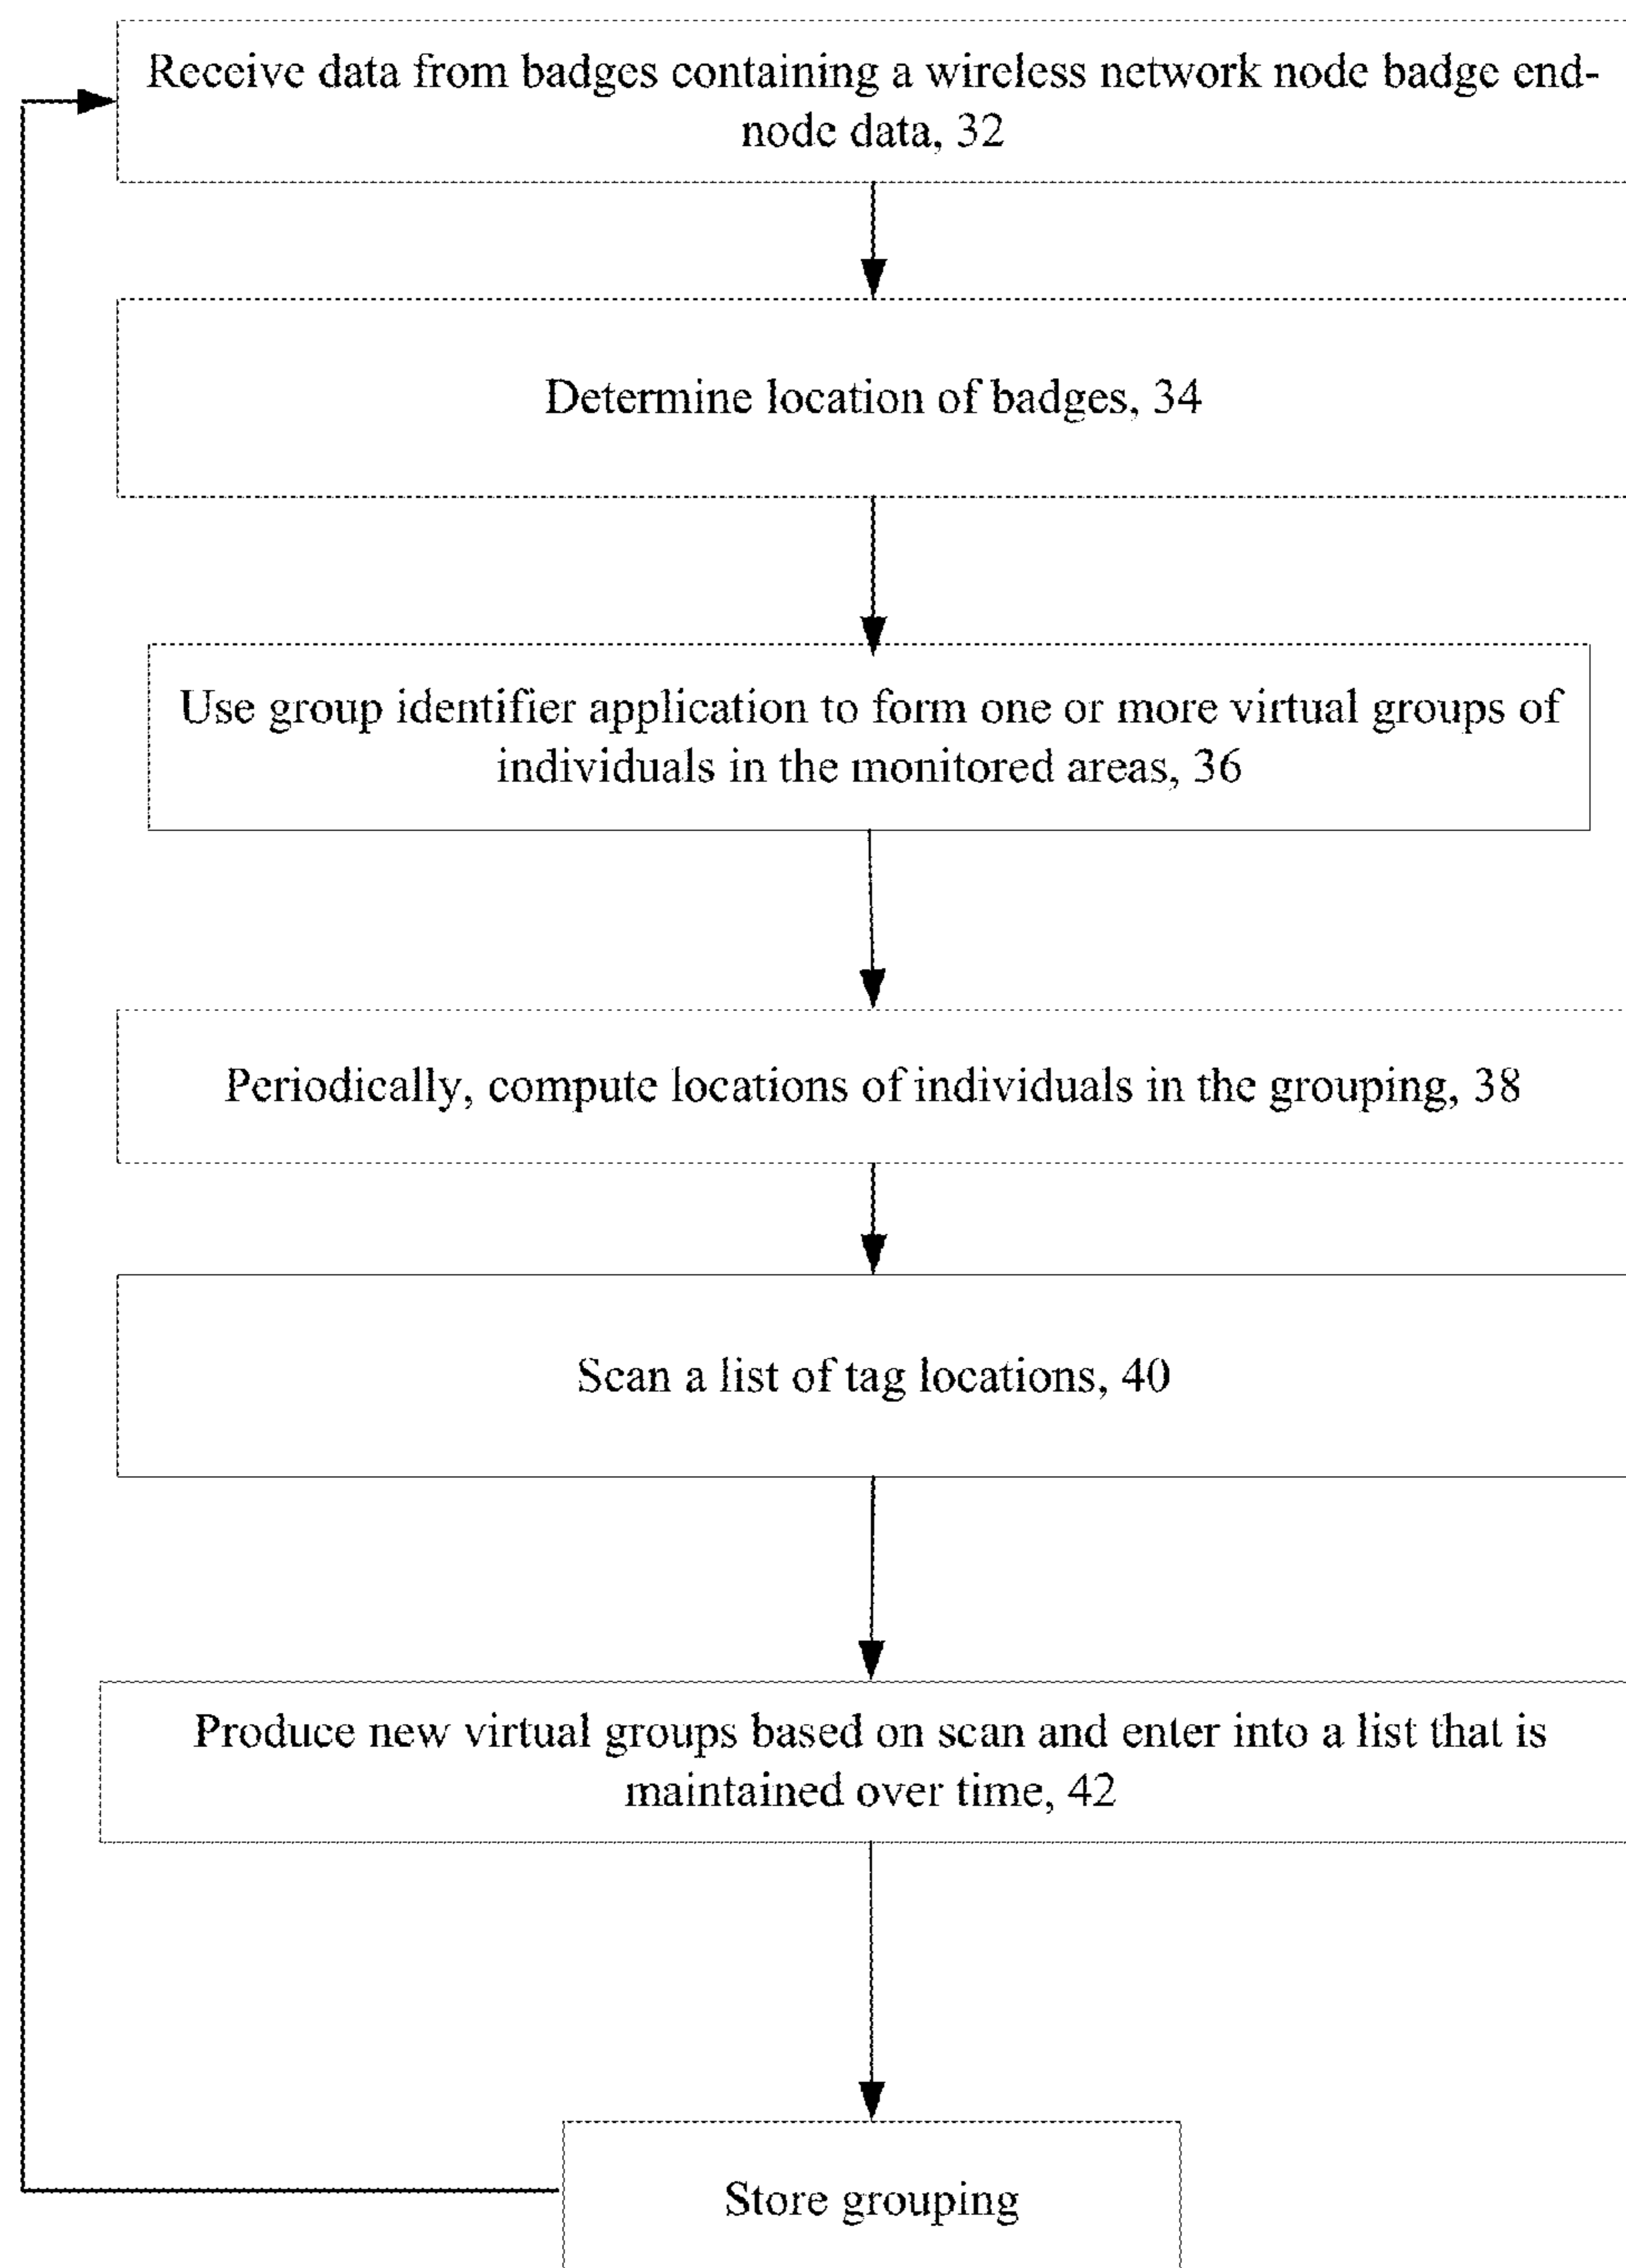 Receive data from badges containing a wireless network node badge end-
node data, 32
Determine location of badges, 34
Use group identifier application to form one or more virtual groups of
individuals in the monitored areas, 36
Periodically, compute locations of individuals in the grouping, 38
Scan a list of tag locations, 40
Produce new virtual groups based on scan and enter into a list that is
maintained over time, 42
Store grouping